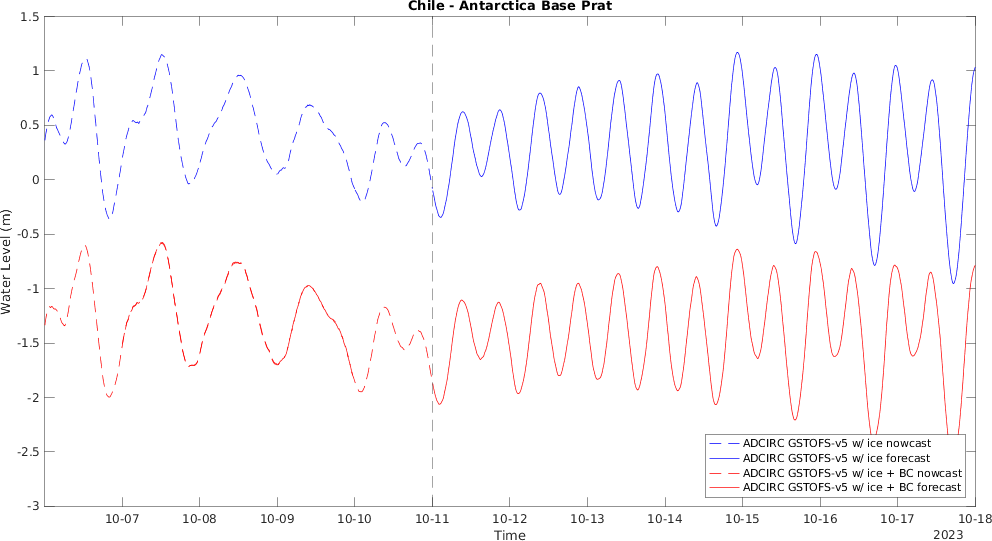 Chile - Antarctica Base Prat
Water Level (m)
1.5
1
0.5
0
-0.5
-1
-1.5
-2
-2.5
-3
ADCIRC GSTOFS-v5 w/ ice nowcast
ADCIRC GSTOFS-v5 w/ ice forecast
ADCIRC GSTOFS-v5 w/ ice + BC nowcast
ADCIRC GSTOFS-v5 w/ ice + BC forecast
10-07 10-08 10-09 10-10 10-11 10-12 10-13 10-14 10-15 10-16 10-17 10-18
Time
2023